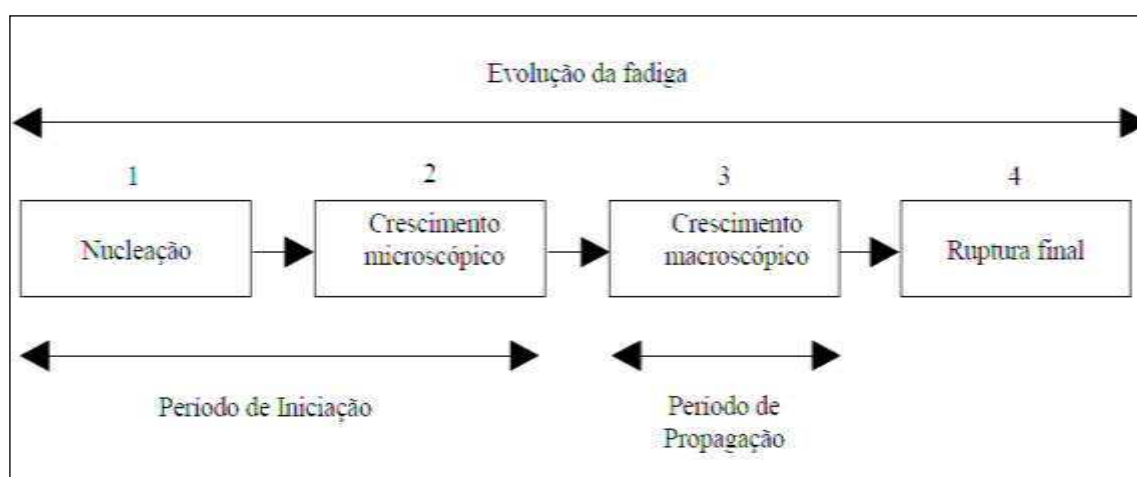 Evolução da fadiga
1
2
3
4
Nucleação
Crescimento
microscópico
Crescimento
macroscópico
Ruptura final
Período de Iniciação
Período de
Propagação